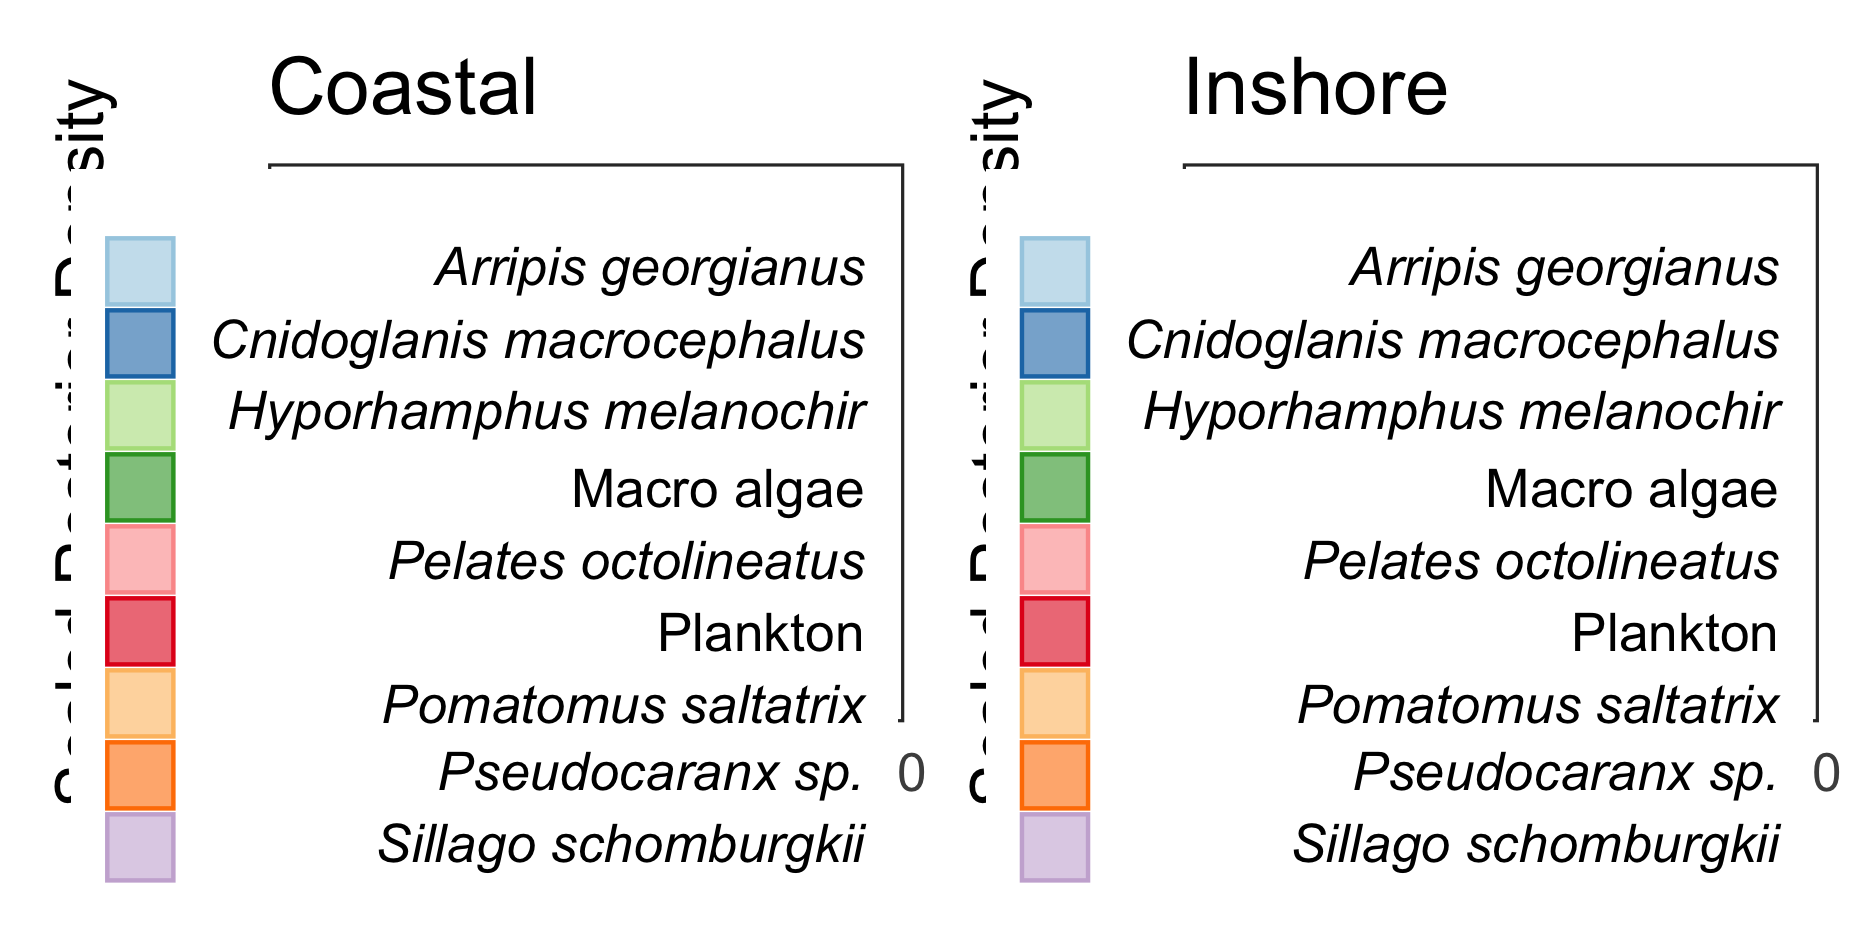 Coastal
Arripis georgianus
Cnidoglanis macrocephalus
Hyporhamphus melanochir
Macro algae
Pelates octolineatus
Plankton
Pomatomus saltatrix
Pseudocaranx sp.
0
Sillago schomburgkii
Inshore
Arripis georgianus
Cnidoglanis macrocephalus
Hyporhamphus melanochir
Macro algae
Pelates octolineatus
Plankton
Pomatomus saltatrix
Pseudocaranx sp.
0
Sillago schomburgkii